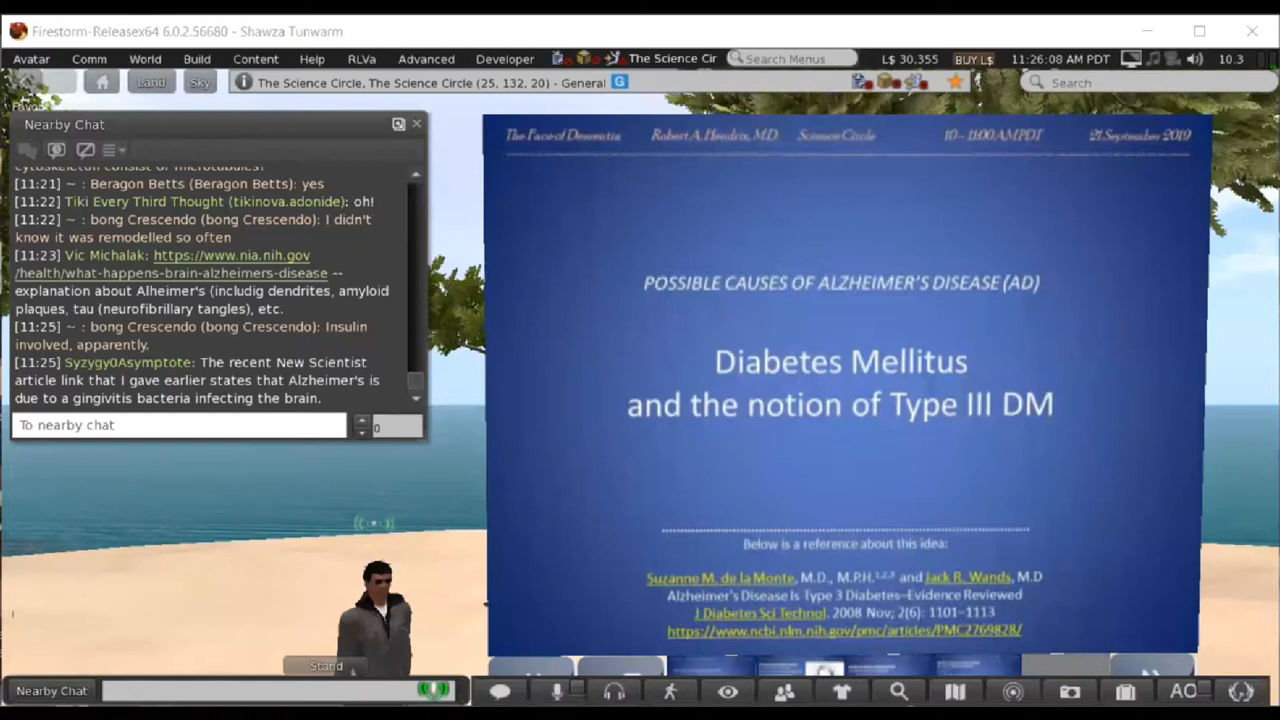 Firestorm-Releasex64 6.0.2.56680 - Shawza Tunwarm
Avatar Comm World Build Content Help RLVa Advanced Developer The Science Cir Search Menus L$ 30,355 BUY L$ 11:26:08 AM PDT 10.3
Land Sky The Science Circle, The Science Circle (25, 132, 20) - General G Search
Nearby Chat
[11:21] ~ : Beragon Betts (Beragon Betts): yes
[11:22] Tiki Every Third Thought (tikinova.adonide): oh!
[11:22] ~ : bong Crescendo (bong Crescendo): I didn't
know it was remodelled so often
[11:23] Vic Michalak: https://www.nia.nih.gov
/health/what-happens-brain-alzheimers-disease --
explanation about Alheimer's (includig dendrites, amyloid
plaques, tau (neurofibrillary tangles), etc.
[11:25] ~ : bong Crescendo (bong Crescendo): Insulin
involved, apparently.
[11:25] Syzygy0Asymptote: The recent New Scientist
article link that I gave earlier states that Alzheimer's is
due to a gingivitis bacteria infecting the brain.
To nearby chat
0
The Face of Dementia Robert A. Hendrix, M.D. Science Circle 10 - 11:00 AM PDT 21 September 2019
POSSIBLE CAUSES OF ALZHEIMER'S DISEASE (AD)
Diabetes Mellitus
and the notion of Type III DM
Below is a reference about this idea:
Suzanne M. de la Monte, M.D., M.P.H.1,2,3 and Jack R. Wands, M.D
Alzheimer's Disease Is Type 3 Diabetes–Evidence Reviewed
J Diabetes Sci Technol. 2008 Nov; 2(6): 1101–1113
https://www.ncbi.nlm.nih.gov/pmc/articles/PMC2769828/
Stand
Nearby Chat
AO